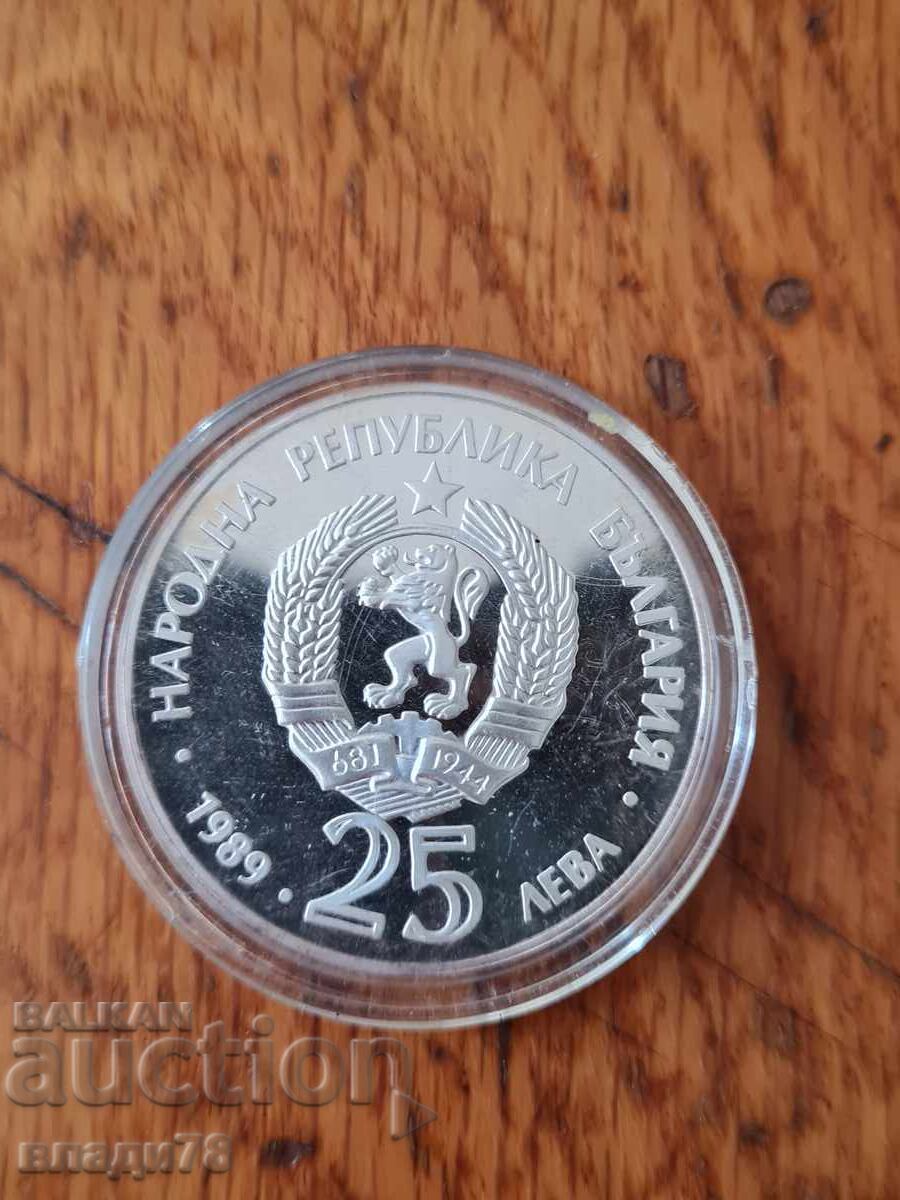 · НАРОДНА РЕПУБЛИКА БЪЛГАРИЯ ·
681 1944
1989 · 25 ЛЕВА
BALKAN
auction
влади78